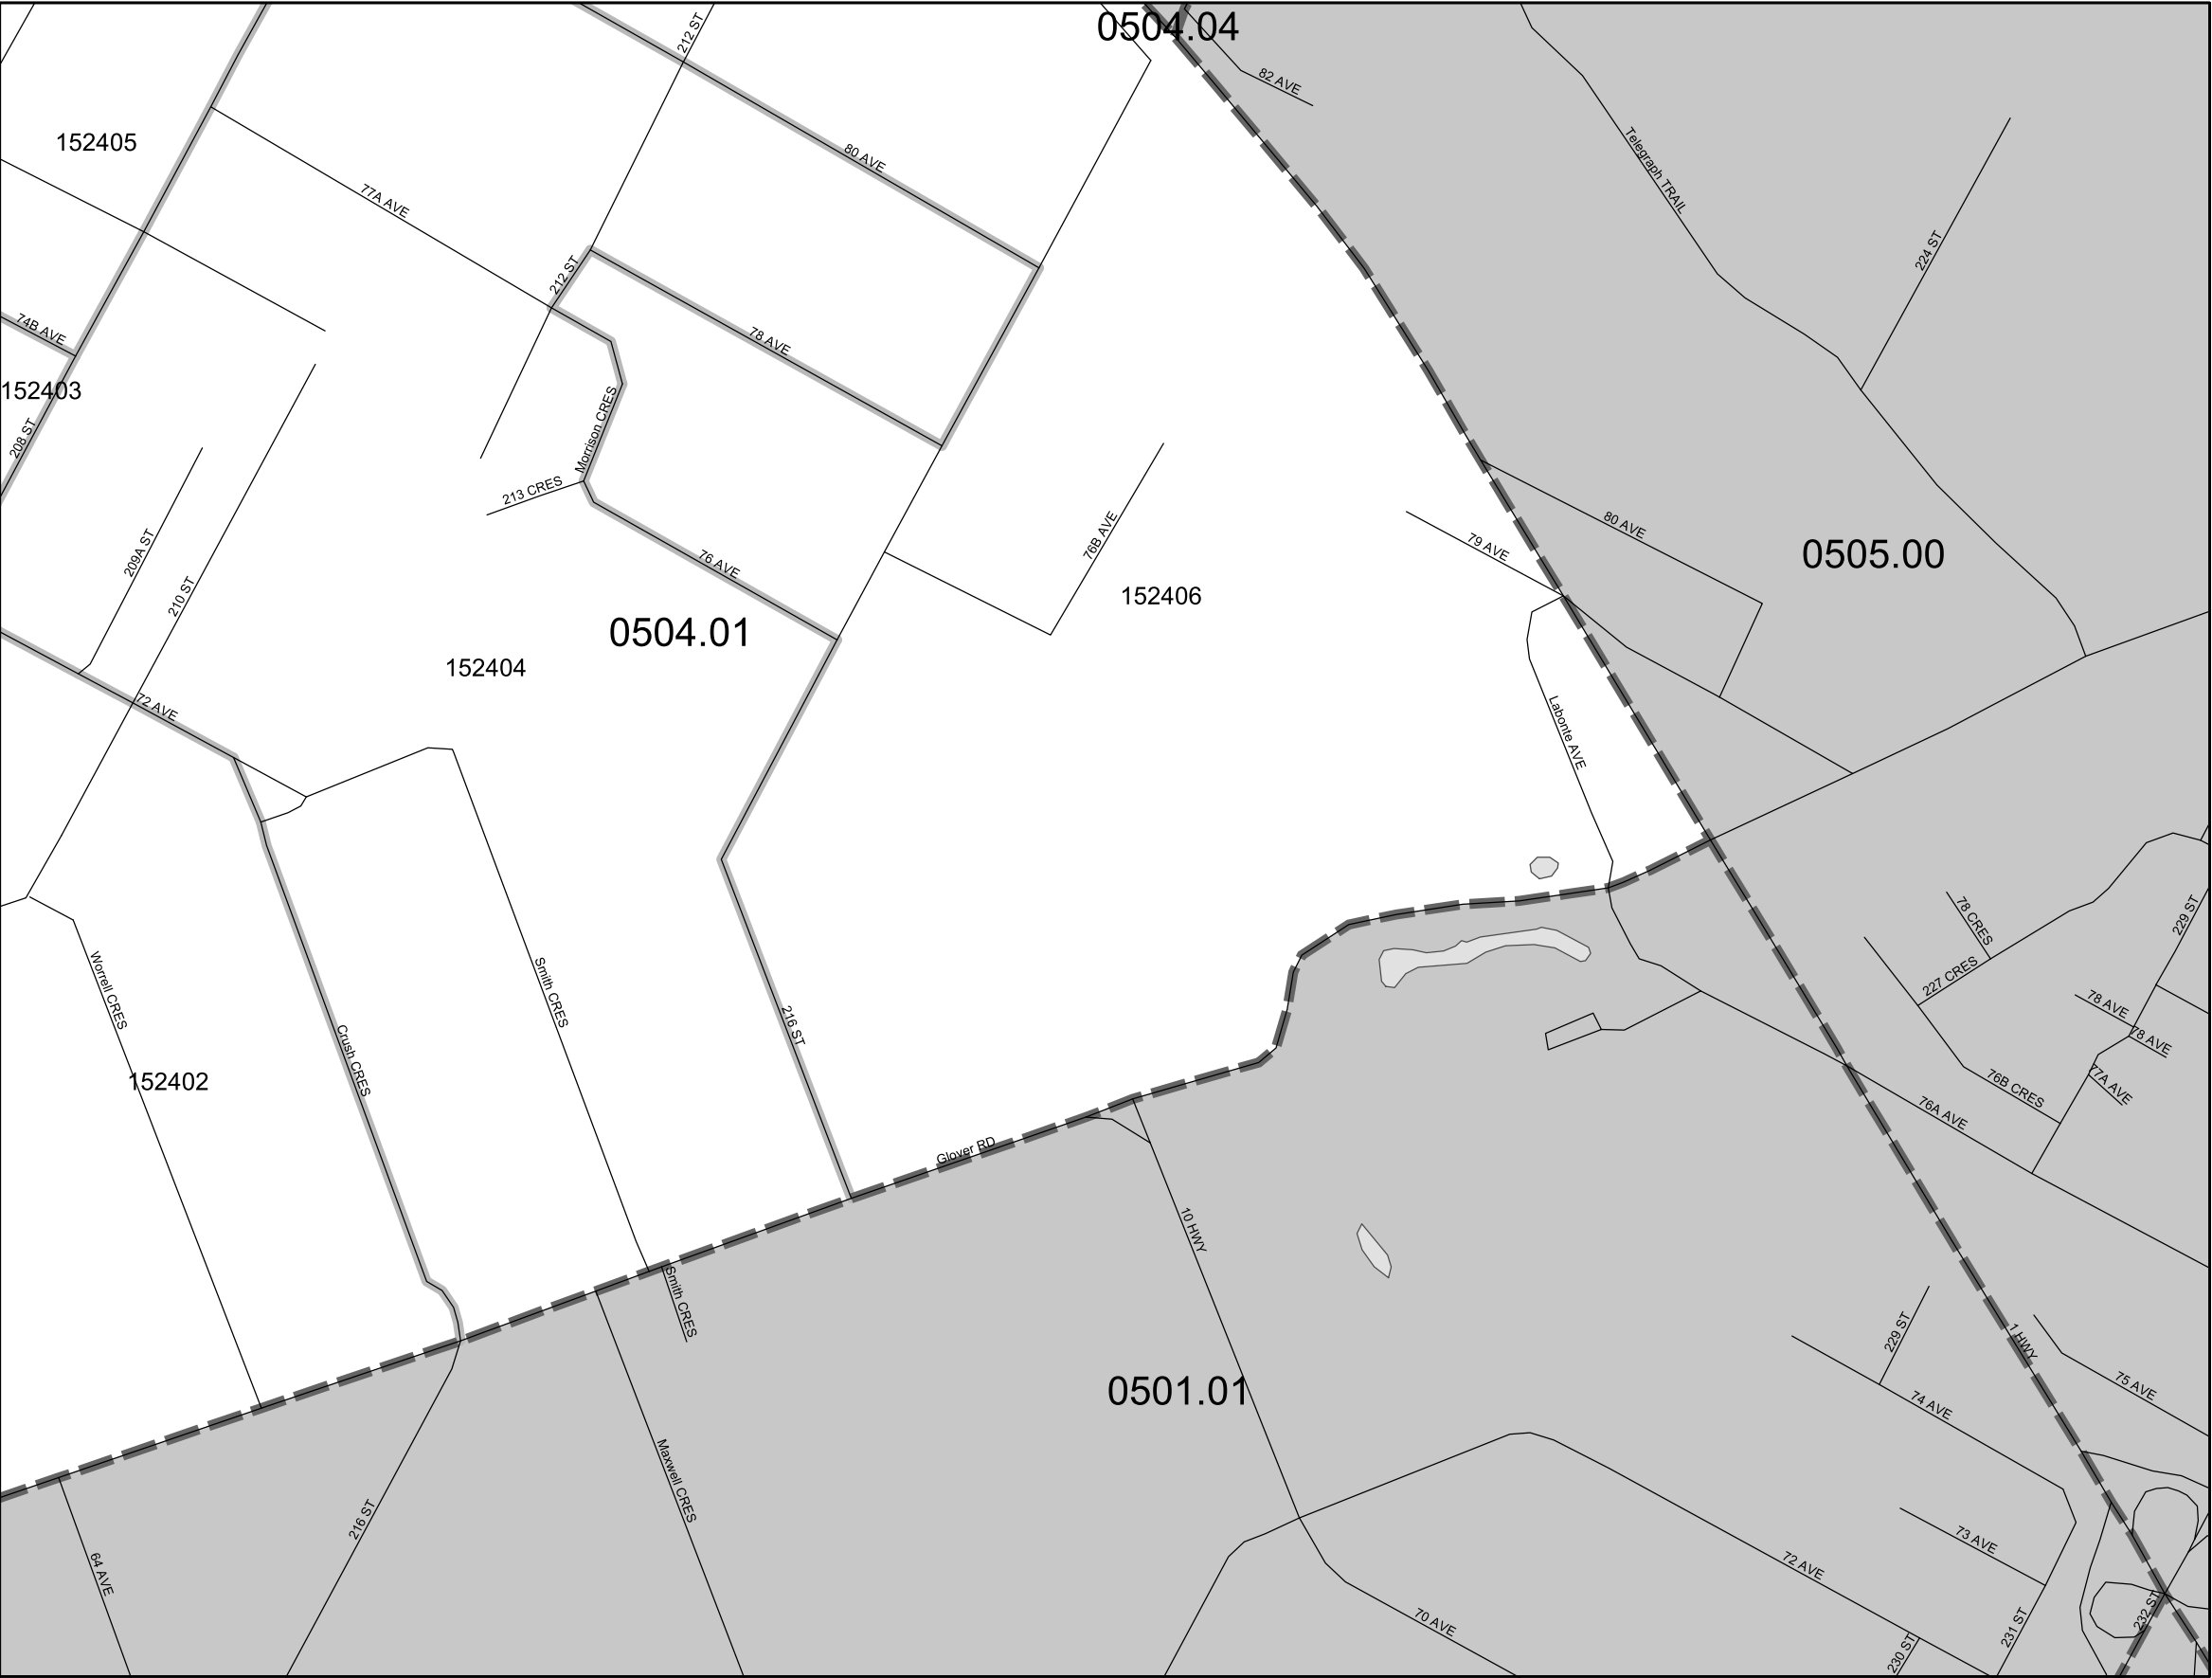 0504.04
212 ST
82 AVE
152405
80 AVE
Telegraph TRAIL
77A AVE
224 ST
212 ST
74B AVE
78 AVE
152403
208 ST
Morrison CRES
213 CRES
209A ST
76B AVE
80 AVE
79 AVE
0505.00
76 AVE
210 ST
152406
0504.01
152404
72 AVE
Labonte AVE
78 CRES
229 ST
Worrell CRES
Smith CRES
227 CRES
216 ST
78 AVE
78 AVE
Crush CRES
152402
76B CRES
77A AVE
76A AVE
Glover RD
10 HWY
Smith CRES
229 ST
1 HWY
0501.01
75 AVE
74 AVE
Maxwell CRES
216 ST
73 AVE
64 AVE
72 AVE
232 ST
70 AVE
231 ST
230 ST